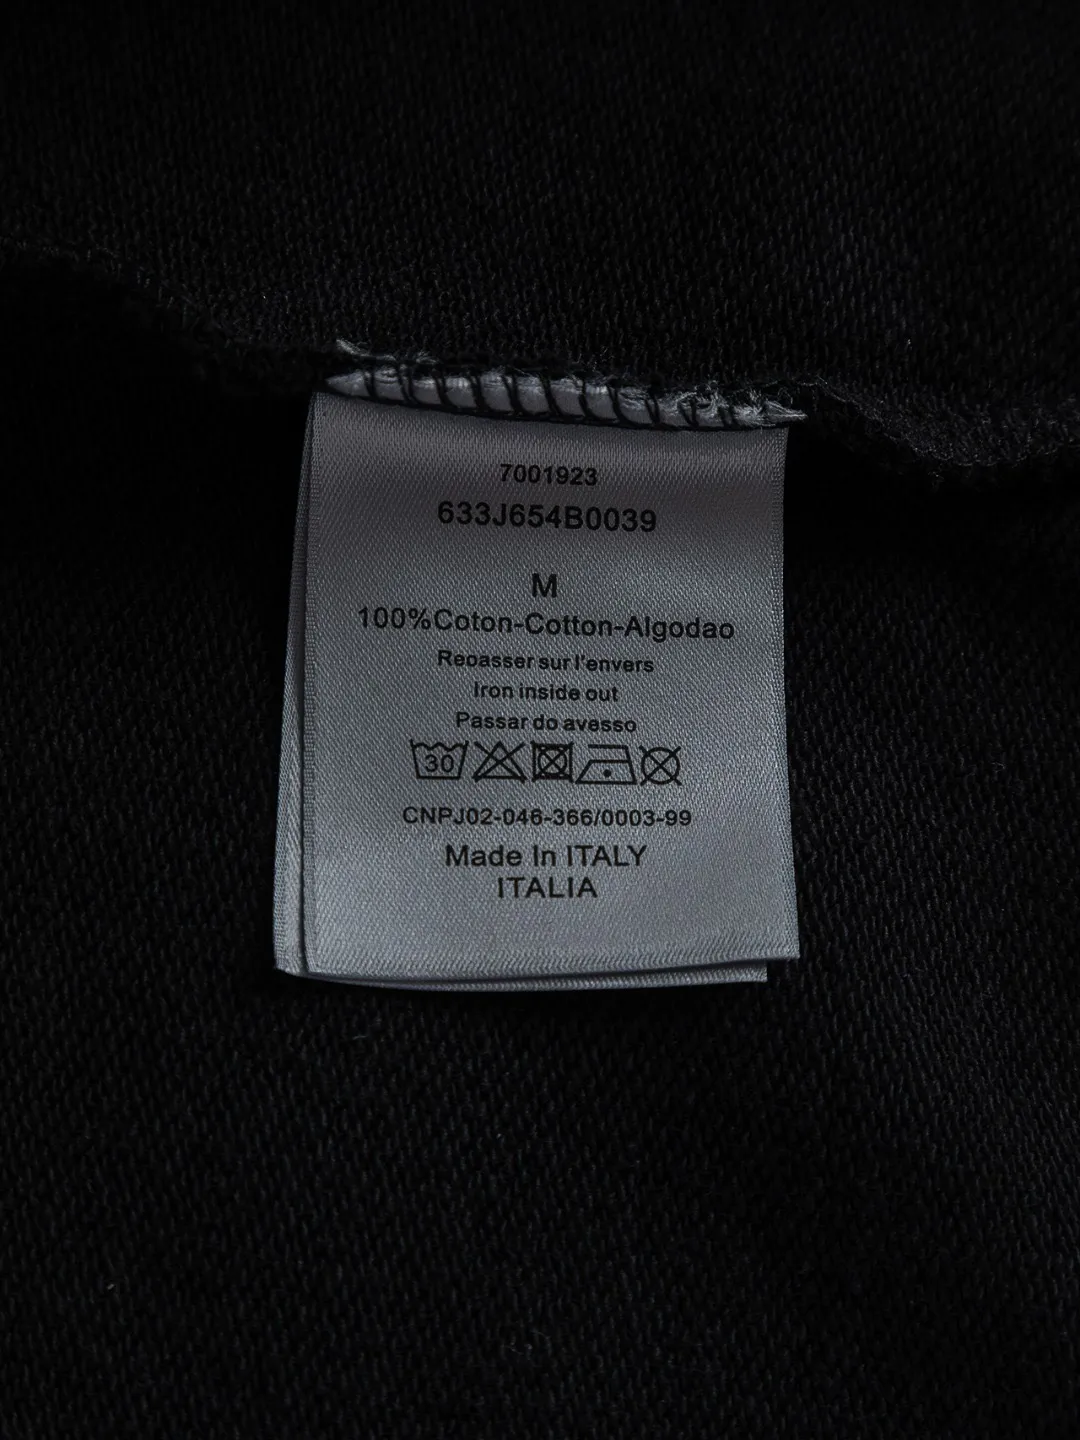 7001923
633J654B0039
M
100%Coton-Cotton-Algodao
Reoasser sur l'envers
Iron inside out
Passar do avesso
30
CNPJ02-046-366/0003-99
Made In ITALY
ITALIA